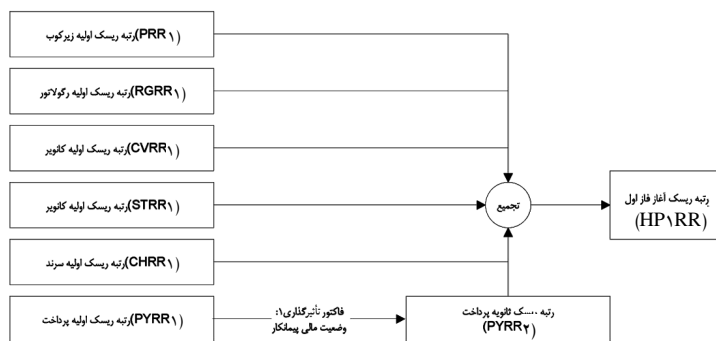 رتبه ریسک اولیه زیرکوب(PRR۱)
رتبه ریسک اولیه رگولاتور(RGRR۱)
رتبه ریسک اولیه کانویر(CVRR۱)
رتبه ریسک اولیه کانویر(STRR۱)
رتبه ریسک اولیه سرند(CHRR۱)
رتبه ریسک اولیه پرداخت(PYRR۱)
فاکتور تأثیرگذاری۱:
وضعیت مالی پیمانکار
رتبه ریسک ثانویه پرداخت
(PYRR۲)
تجمیع
رتبه ریسک آغاز فاز اول
(HP۱RR)